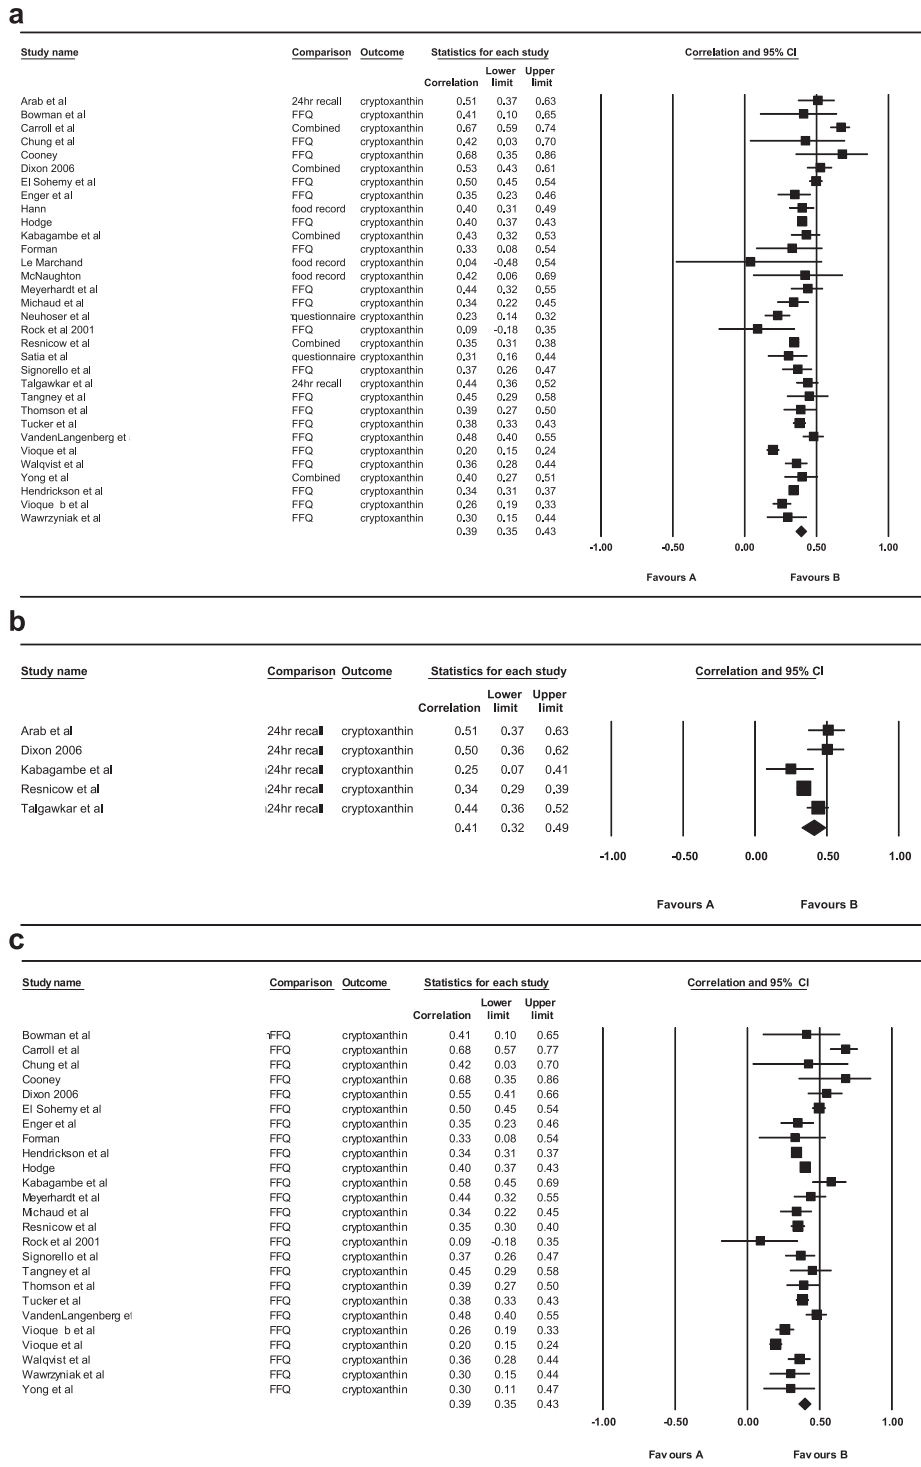 a
Study name Comparison Outcome Statistics for each study Correlation and 95% CI
Correlation Lower limit Upper limit
Arab et al 24hr recall cryptoxanthin 0.51 0.37 0.63
Bowman et al FFQ cryptoxanthin 0.41 0.10 0.65
Carroll et al Combined cryptoxanthin 0.67 0.59 0.74
Chung et al FFQ cryptoxanthin 0.42 0.03 0.70
Cooney FFQ cryptoxanthin 0.68 0.35 0.86
Dixon 2006 Combined cryptoxanthin 0.53 0.43 0.61
El Sohemy et al FFQ cryptoxanthin 0.50 0.45 0.54
Enger et al FFQ cryptoxanthin 0.35 0.23 0.46
Hann food record cryptoxanthin 0.40 0.31 0.49
Hodge FFQ cryptoxanthin 0.40 0.37 0.43
Kabagambe et al Combined cryptoxanthin 0.43 0.32 0.53
Forman FFQ cryptoxanthin 0.33 0.08 0.54
Le Marchand food record cryptoxanthin 0.04 -0.48 0.54
McNaughton food record cryptoxanthin 0.42 0.06 0.69
Meyerhardt et al FFQ cryptoxanthin 0.44 0.32 0.55
Michaud et al FFQ cryptoxanthin 0.34 0.22 0.45
Neuhoser et al questionnaire cryptoxanthin 0.23 0.14 0.32
Rock et al 2001 FFQ cryptoxanthin 0.09 -0.18 0.35
Resnicow et al Combined cryptoxanthin 0.35 0.31 0.38
Satia et al questionnaire cryptoxanthin 0.31 0.16 0.44
Signorello et al FFQ cryptoxanthin 0.37 0.26 0.47
Talgawkar et al 24hr recall cryptoxanthin 0.44 0.36 0.52
Tangney et al FFQ cryptoxanthin 0.45 0.29 0.58
Thomson et al FFQ cryptoxanthin 0.39 0.27 0.50
Tucker et al FFQ cryptoxanthin 0.38 0.33 0.43
VandenLangenberg et FFQ cryptoxanthin 0.48 0.40 0.55
Vioque et al FFQ cryptoxanthin 0.20 0.15 0.24
Walqvist et al FFQ cryptoxanthin 0.36 0.28 0.44
Yong et al Combined cryptoxanthin 0.40 0.27 0.51
Hendrickson et al FFQ cryptoxanthin 0.34 0.31 0.37
Vioque b et al FFQ cryptoxanthin 0.26 0.19 0.33
Wawrzyniak et al FFQ cryptoxanthin 0.30 0.15 0.44
0.39 0.35 0.43
-1.00 -0.50 0.00 0.50 1.00
Favours A Favours B
b
Study name Comparison Outcome Statistics for each study Correlation and 95% CI
Correlation Lower limit Upper limit
Arab et al 24hr recall cryptoxanthin 0.51 0.37 0.63
Dixon 2006 24hr recall cryptoxanthin 0.50 0.36 0.62
Kabagambe et al 24hr recall cryptoxanthin 0.25 0.07 0.41
Resnicow et al 24hr recall cryptoxanthin 0.34 0.29 0.39
Talgawkar et al 24hr recall cryptoxanthin 0.44 0.36 0.52
0.41 0.32 0.49
-1.00 -0.50 0.00 0.50 1.00
Favours A Favours B
c
Study name Comparison Outcome Statistics for each study Correlation and 95% CI
Correlation Lower limit Upper limit
Bowman et al FFQ cryptoxanthin 0.41 0.10 0.65
Carroll et al FFQ cryptoxanthin 0.68 0.57 0.77
Chung et al FFQ cryptoxanthin 0.42 0.03 0.70
Cooney FFQ cryptoxanthin 0.68 0.35 0.86
Dixon 2006 FFQ cryptoxanthin 0.55 0.41 0.66
El Sohemy et al FFQ cryptoxanthin 0.50 0.45 0.54
Enger et al FFQ cryptoxanthin 0.35 0.23 0.46
Forman FFQ cryptoxanthin 0.33 0.08 0.54
Hendrickson et al FFQ cryptoxanthin 0.34 0.31 0.37
Hodge FFQ cryptoxanthin 0.40 0.37 0.43
Kabagambe et al FFQ cryptoxanthin 0.58 0.45 0.69
Meyerhardt et al FFQ cryptoxanthin 0.44 0.32 0.55
Michaud et al FFQ cryptoxanthin 0.34 0.22 0.45
Resnicow et al FFQ cryptoxanthin 0.35 0.30 0.40
Rock et al 2001 FFQ cryptoxanthin 0.09 -0.18 0.35
Signorello et al FFQ cryptoxanthin 0.37 0.26 0.47
Tangney et al FFQ cryptoxanthin 0.45 0.29 0.58
Thomson et al FFQ cryptoxanthin 0.39 0.27 0.50
Tucker et al FFQ cryptoxanthin 0.38 0.33 0.43
VandenLangenberg et FFQ cryptoxanthin 0.48 0.40 0.55
Vioque b et al FFQ cryptoxanthin 0.26 0.19 0.33
Vioque et al FFQ cryptoxanthin 0.20 0.15 0.24
Walqvist et al FFQ cryptoxanthin 0.36 0.28 0.44
Wawrzyniak et al FFQ cryptoxanthin 0.30 0.15 0.44
Yong et al FFQ cryptoxanthin 0.30 0.11 0.47
0.39 0.35 0.43
-1.00 -0.50 0.00 0.50 1.00
Favours A Favours B